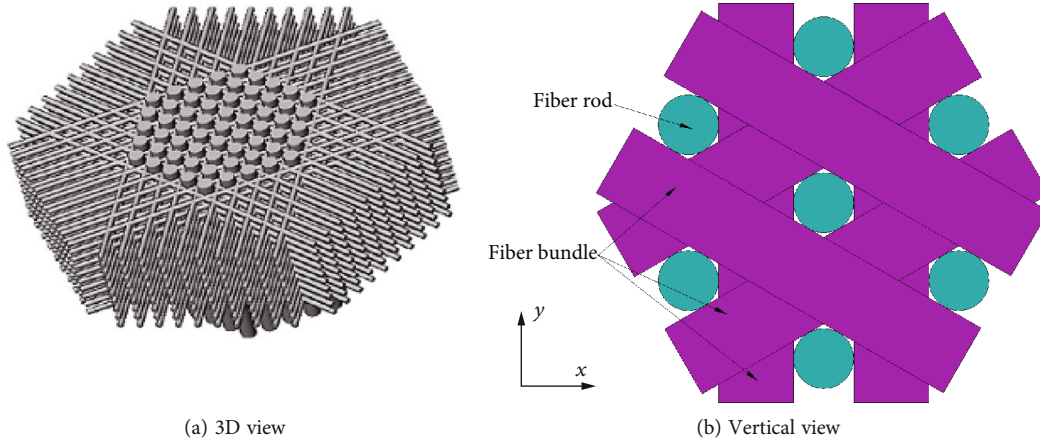 Fiber rod
Fiber bundle
y
x
(a) 3D view
(b) Vertical view